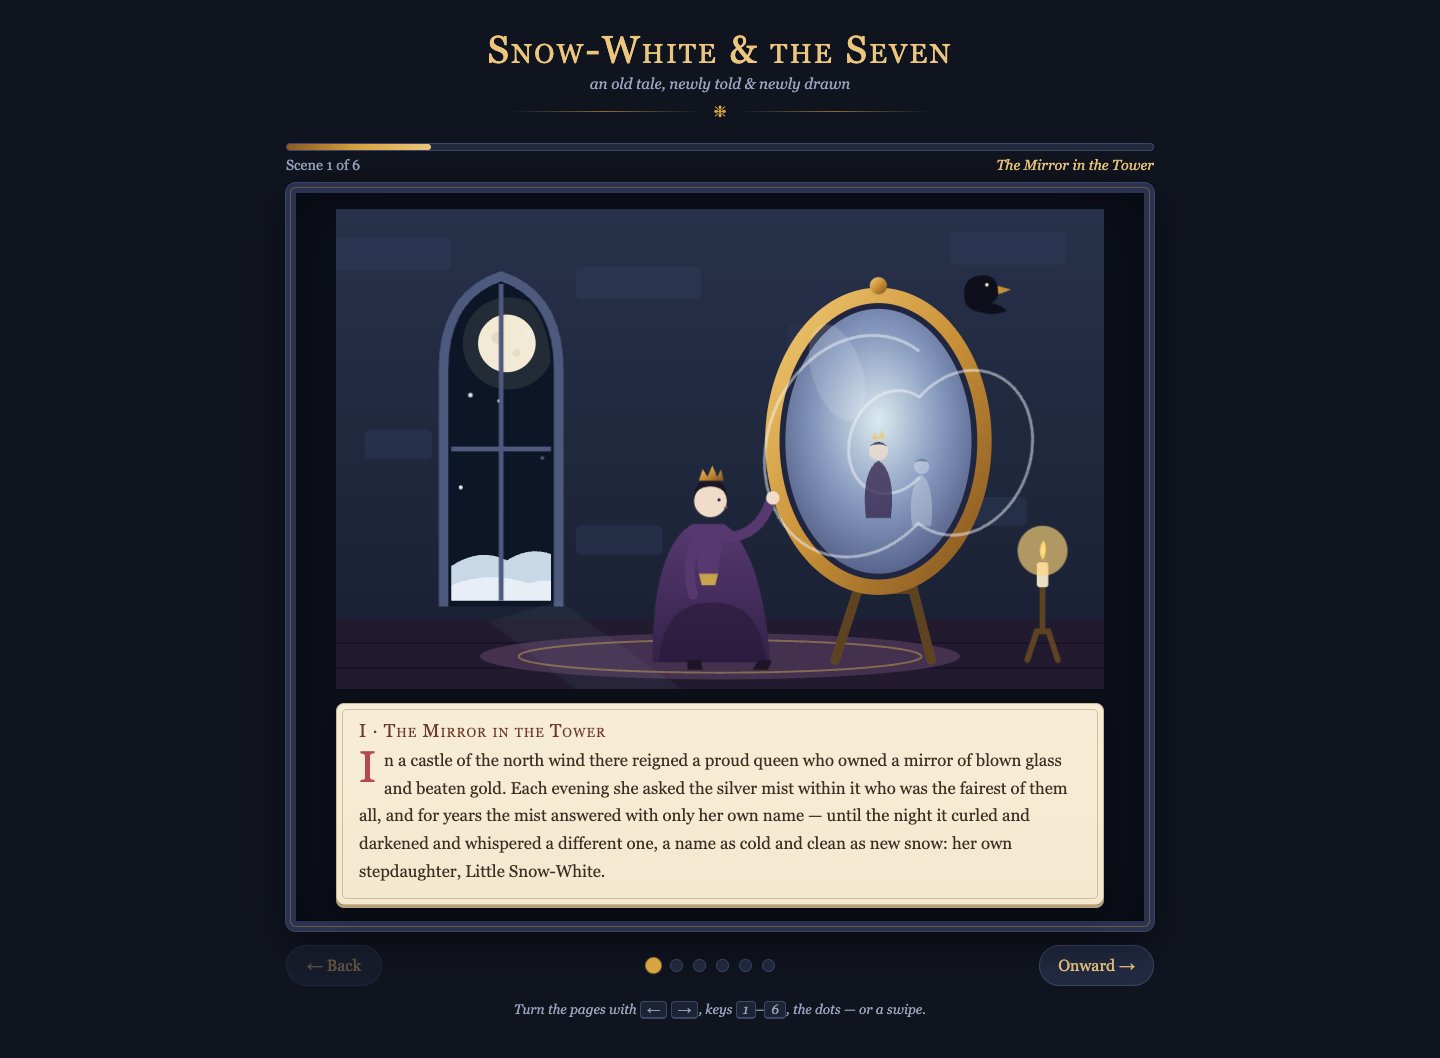 Snow-White & the Seven
an old tale, newly told & newly drawn
Scene 1 of 6
The Mirror in the Tower
I · The Mirror in the Tower
In a castle of the north wind there reigned a proud queen who owned a mirror of blown glass
and beaten gold. Each evening she asked the silver mist within it who was the fairest of them
all, and for years the mist answered with only her own name — until the night it curled and
darkened and whispered a different one, a name as cold and clean as new snow: her own
stepdaughter, Little Snow-White.
← Back
Onward →
Turn the pages with ← →, keys 1–6, the dots — or a swipe.